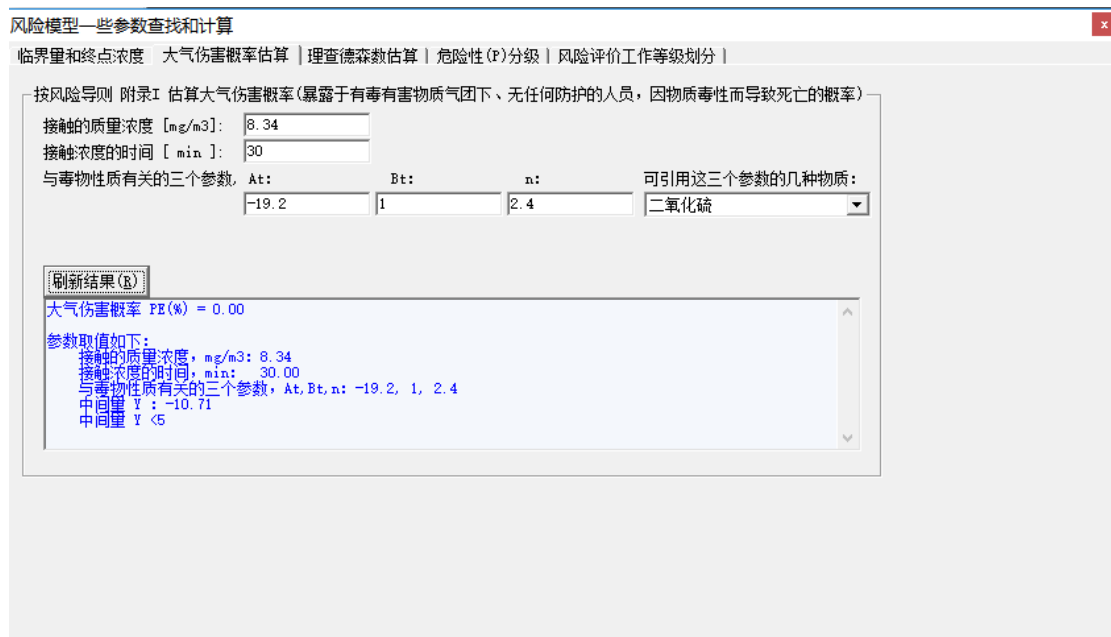 风险模型—些参数查找和计算
x
临界量和终点浓度 大气伤害概率估算 |理查德森数估算| 危险性(P)分级| 风险评价工作等级划分|
按风险导则 附录I 估算大气伤害概率(暴露于有毒有害物质气团下、无任何防护的人员，因物质毒性而导致死亡的概率)
接触的质量浓度 [mg/m3]: 8.34
接触浓度的时间 [ min ]: 30
与毒物性质有关的三个参数, At: Bt: n: 可引用这三个参数的几种物质:
-19.2 1 2.4 二氧化硫
刷新结果(R)
大气伤害概率 PE(%) = 0.00
参数取值如下:
接触的质量浓度，mg/m3: 8.34
接触浓度的时间，min: 30.00
与毒物性质有关的三个参数，At,Bt,n: -19.2, 1, 2.4
中间量 Y : -10.71
中间量 Y <5